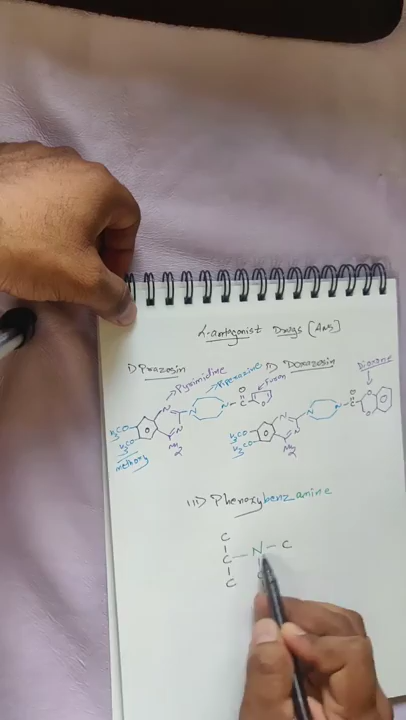 α-antagonist Drugs [Ans]
I) Prazosin
→Pyrimidine
→Piperazine
II) Doxazosin
Dioxane
→Furan
N
N
N
N
C
O
O
H₃CO
H₃CO
NH₂
methoxy
N
N
N
N
C
O
O
O
H₃CO
H₃CO
NH₂
III) Phenoxybenzamine
C
C — N — C
C
C